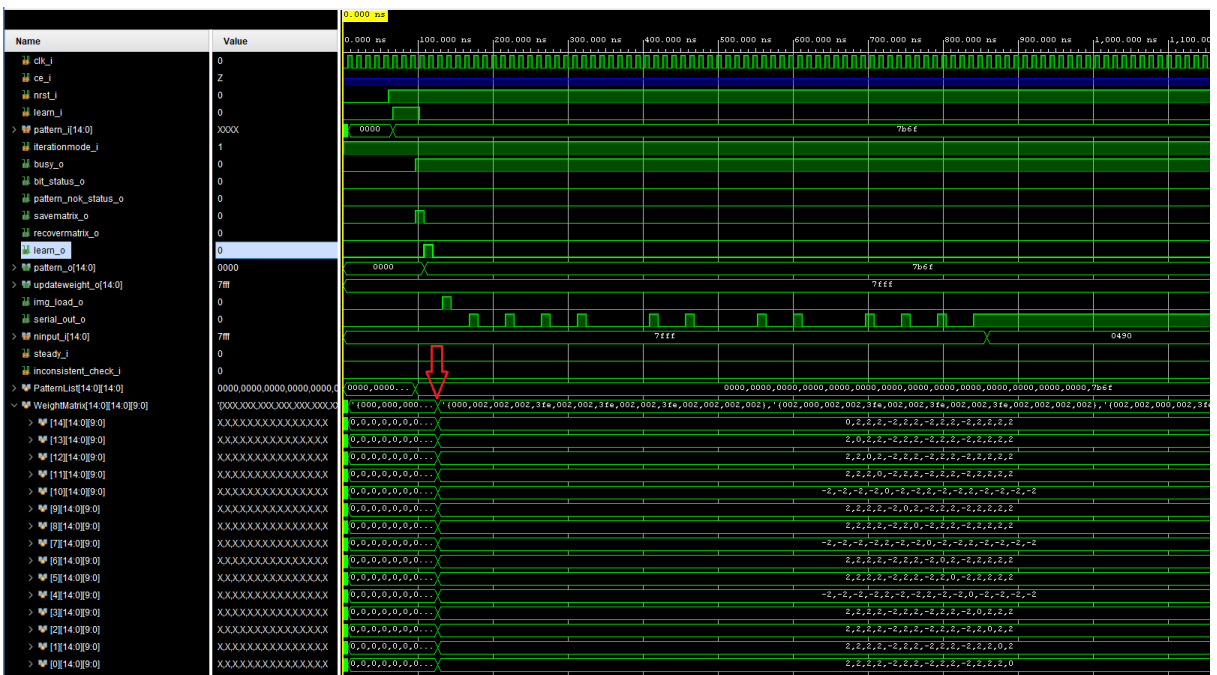 0.000 ns
Name Value 0.000 ns 100.000 ns 200.000 ns 300.000 ns 400.000 ns 500.000 ns 600.000 ns 700.000 ns 800.000 ns 900.000 ns 1,000.000 ns 1,100.00
clk_i 0
ce_i Z
nrst_i 0
learn_i 0
pattern_i[14:0] XXXX 0000 7b6f
iterationmode_i 1
busy_o 0
bit_status_o 0
pattern_nok_status_o 0
savematrix_o 0
recovermatrix_o 0
learn_o 0
pattern_o[14:0] 0000 0000 7b6f
updateweight_o[14:0] 7fff 7fff
img_load_o 0
serial_out_o 0
ninput_i[14:0] 7fff 7fff 0490
steady_i 0
inconsistent_check_i 0
PatternList[14:0][14:0] 0000,0000,0000,0000,0000,0 0000,0000... 0000,0000,0000,0000,0000,0000,0000,0000,0000,0000,0000,0000,0000,0000,7b6f
WeightMatrix[14:0][14:0][9:0] '{XXX,XXX,XXX,XXX,XXX,XXX,XX '{000,000,000... '{000,002,002,002,3fe,002,002,3fe,002,002,3fe,002,002,002,002},'{002,000,002,002,3fe,002,002,3fe,002,002,3fe,002,002,002,002},'{002,002,000,002,3fe
[14][14:0][9:0] X,X,X,X,X,X,X,X,X,X,X,X,X,X,X 0,0,0,0,0,0... 0,2,2,2,-2,2,2,-2,2,2,-2,2,2,2,2
[13][14:0][9:0] X,X,X,X,X,X,X,X,X,X,X,X,X,X,X 0,0,0,0,0,0... 2,0,2,2,-2,2,2,-2,2,2,-2,2,2,2,2
[12][14:0][9:0] X,X,X,X,X,X,X,X,X,X,X,X,X,X,X 0,0,0,0,0,0... 2,2,0,2,-2,2,2,-2,2,2,-2,2,2,2,2
[11][14:0][9:0] X,X,X,X,X,X,X,X,X,X,X,X,X,X,X 0,0,0,0,0,0... 2,2,2,0,-2,2,2,-2,2,2,-2,2,2,2,2
[10][14:0][9:0] X,X,X,X,X,X,X,X,X,X,X,X,X,X,X 0,0,0,0,0,0... -2,-2,-2,-2,0,-2,-2,2,-2,-2,2,-2,-2,-2,-2
[9][14:0][9:0] X,X,X,X,X,X,X,X,X,X,X,X,X,X,X 0,0,0,0,0,0... 2,2,2,2,-2,0,2,-2,2,2,-2,2,2,2,2
[8][14:0][9:0] X,X,X,X,X,X,X,X,X,X,X,X,X,X,X 0,0,0,0,0,0... 2,2,2,2,-2,2,0,-2,2,2,-2,2,2,2,2
[7][14:0][9:0] X,X,X,X,X,X,X,X,X,X,X,X,X,X,X 0,0,0,0,0,0... -2,-2,-2,-2,2,-2,-2,0,-2,-2,2,-2,-2,-2,-2
[6][14:0][9:0] X,X,X,X,X,X,X,X,X,X,X,X,X,X,X 0,0,0,0,0,0... 2,2,2,2,-2,2,2,-2,0,2,-2,2,2,2,2
[5][14:0][9:0] X,X,X,X,X,X,X,X,X,X,X,X,X,X,X 0,0,0,0,0,0... 2,2,2,2,-2,2,2,-2,2,0,-2,2,2,2,2
[4][14:0][9:0] X,X,X,X,X,X,X,X,X,X,X,X,X,X,X 0,0,0,0,0,0... -2,-2,-2,-2,2,-2,-2,2,-2,-2,0,-2,-2,-2,-2
[3][14:0][9:0] X,X,X,X,X,X,X,X,X,X,X,X,X,X,X 0,0,0,0,0,0... 2,2,2,2,-2,2,2,-2,2,2,-2,0,2,2,2
[2][14:0][9:0] X,X,X,X,X,X,X,X,X,X,X,X,X,X,X 0,0,0,0,0,0... 2,2,2,2,-2,2,2,-2,2,2,-2,2,0,2,2
[1][14:0][9:0] X,X,X,X,X,X,X,X,X,X,X,X,X,X,X 0,0,0,0,0,0... 2,2,2,2,-2,2,2,-2,2,2,-2,2,2,0,2
[0][14:0][9:0] X,X,X,X,X,X,X,X,X,X,X,X,X,X,X 0,0,0,0,0,0... 2,2,2,2,-2,2,2,-2,2,2,-2,2,2,2,0